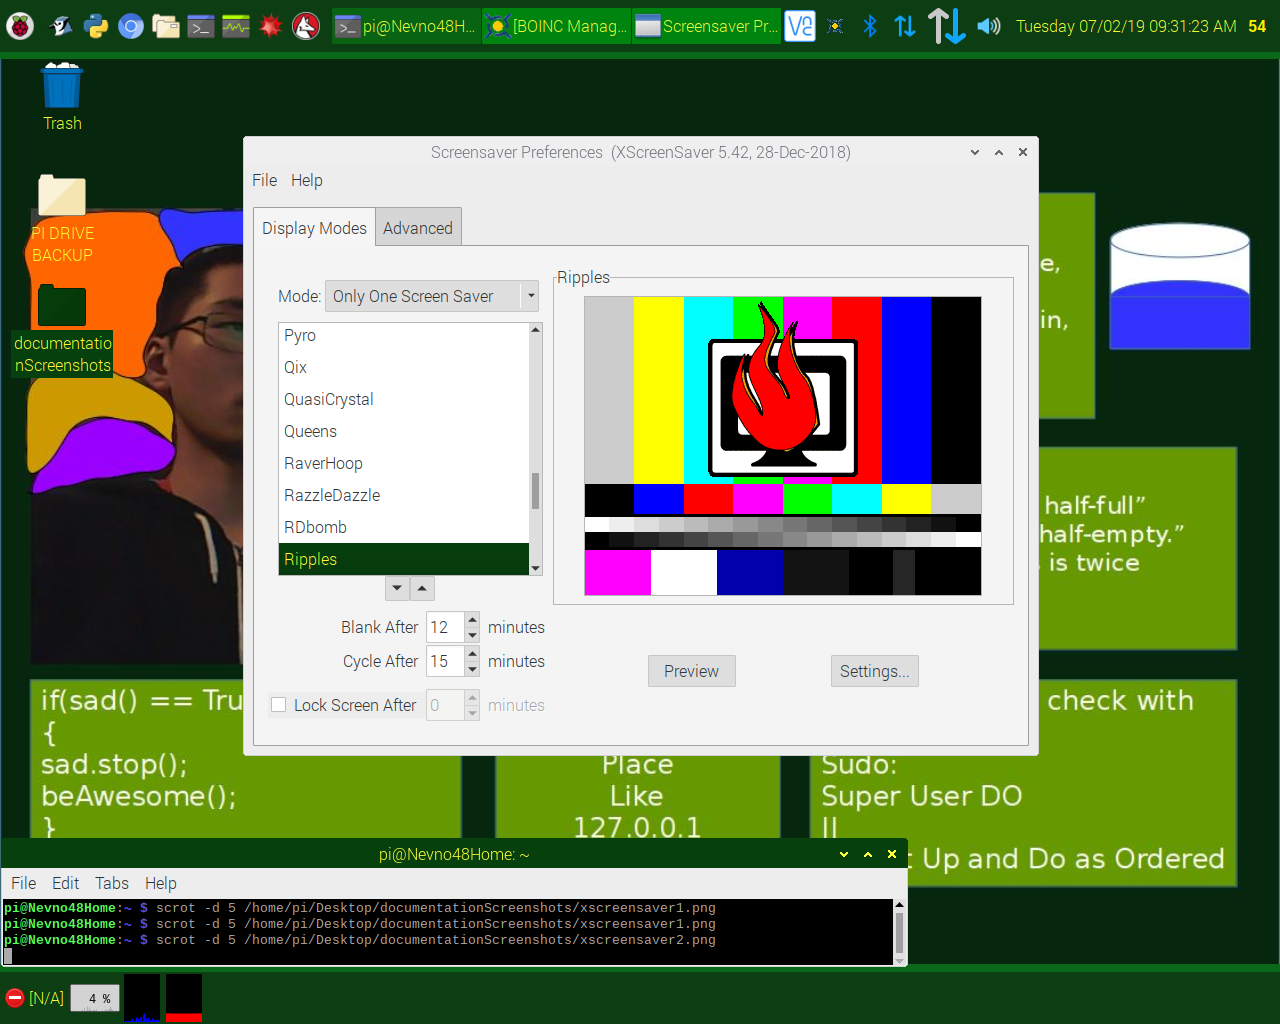 pi@Nevno48H...
[BOINC Manag...
Screensaver Pr...
Tuesday 07/02/19 09:31:23 AM
54
Trash
PI DRIVE
BACKUP
documentatio
nScreenshots
Screensaver Preferences  (XScreenSaver 5.42, 28-Dec-2018)
File Help
Display Modes Advanced
Mode: Only One Screen Saver
Pyro
Qix
QuasiCrystal
Queens
RaverHoop
RazzleDazzle
RDbomb
Ripples
Blank After 12 minutes
Cycle After 15 minutes
Lock Screen After 0 minutes
Ripples
Preview
Settings...
e,
in,
half-full”
half-empty.”
is twice
if(sad() == Tru
{
sad.stop();
beAwesome();
}
Place
Like
127.0.0.1
check with
Sudo:
Super User DO
||
t Up and Do as Ordered
pi@Nevno48Home: ~
File Edit Tabs Help
pi@Nevno48Home:~ $ scrot -d 5 /home/pi/Desktop/documentationScreenshots/xscreensaver1.png
pi@Nevno48Home:~ $ scrot -d 5 /home/pi/Desktop/documentationScreenshots/xscreensaver1.png
pi@Nevno48Home:~ $ scrot -d 5 /home/pi/Desktop/documentationScreenshots/xscreensaver2.png
[N/A]
4 %